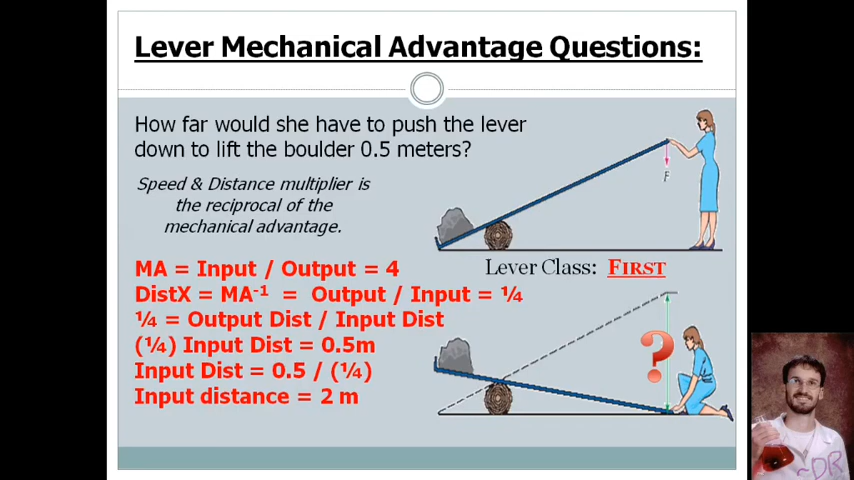 Lever Mechanical Advantage Questions:
How far would she have to push the lever
down to lift the boulder 0.5 meters?
Speed & Distance multiplier is
the reciprocal of the
mechanical advantage.
F
MA = Input / Output = 4
Lever Class: FIRST
DistX = MA⁻¹ = Output / Input = ¼
¼ = Output Dist / Input Dist
(¼) Input Dist = 0.5m
Input Dist = 0.5 / (¼)
Input distance = 2 m
?
~DR